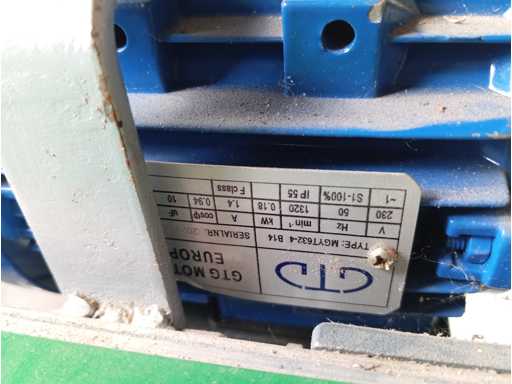 GTD
GTG MOT
EUROP
TYPE: MGYT632-4 B14
SERIALNR.
V Hz min⁻¹ kW A cosφ uF
230 50 1320 0.18 1.4 0.94 10
~1 S1-100% IP 55 F class